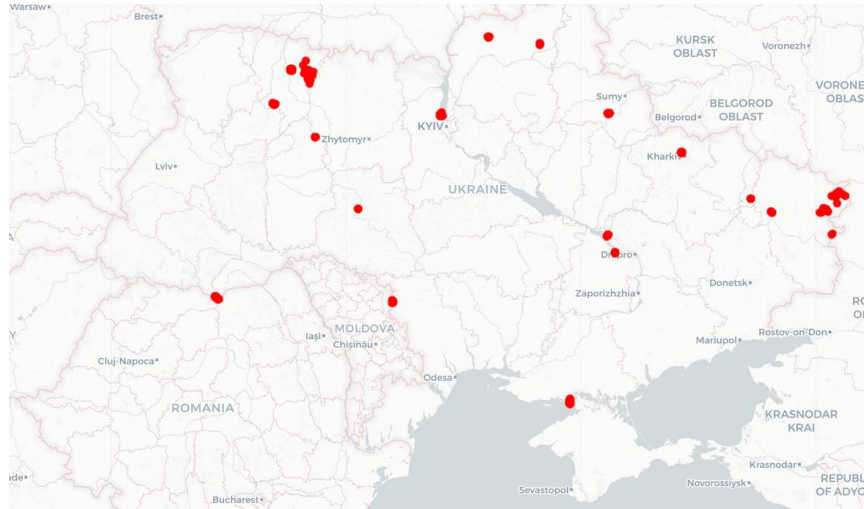 Warsaw
Brest
KURSK
OBLAST
Voronezh
VORONE
OBLAS
Sumy
BELGOROD
OBLAST
Belgorod
KYIV
Zhytomyr
Lviv
Kharkiv
UKRAINE
Dnipro
Donetsk
Zaporizhzhia
MOLDOVA
Iași
Chișinău
Mariupol
Rostov-on-Don
Cluj-Napoca
Odesa
ROMANIA
KRASNODAR
KRAI
Krasnodar
Sevastopol
Novorossiysk
REPUBL
OF ADYG
Bucharest